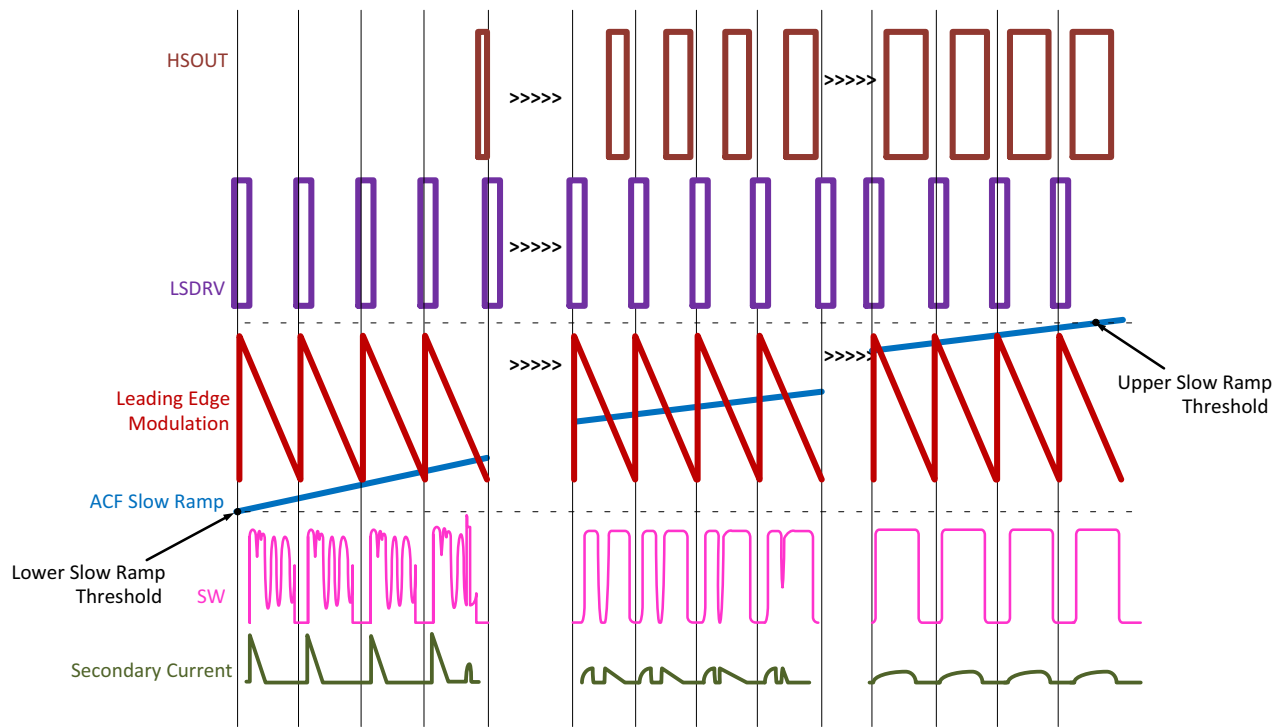 HSOUT
>>>>>
>>>>>
LSDRV
>>>>>
Leading Edge
Modulation
>>>>>
>>>>>
Upper Slow Ramp
Threshold
ACF Slow Ramp
Lower Slow Ramp
Threshold
SW
Secondary Current